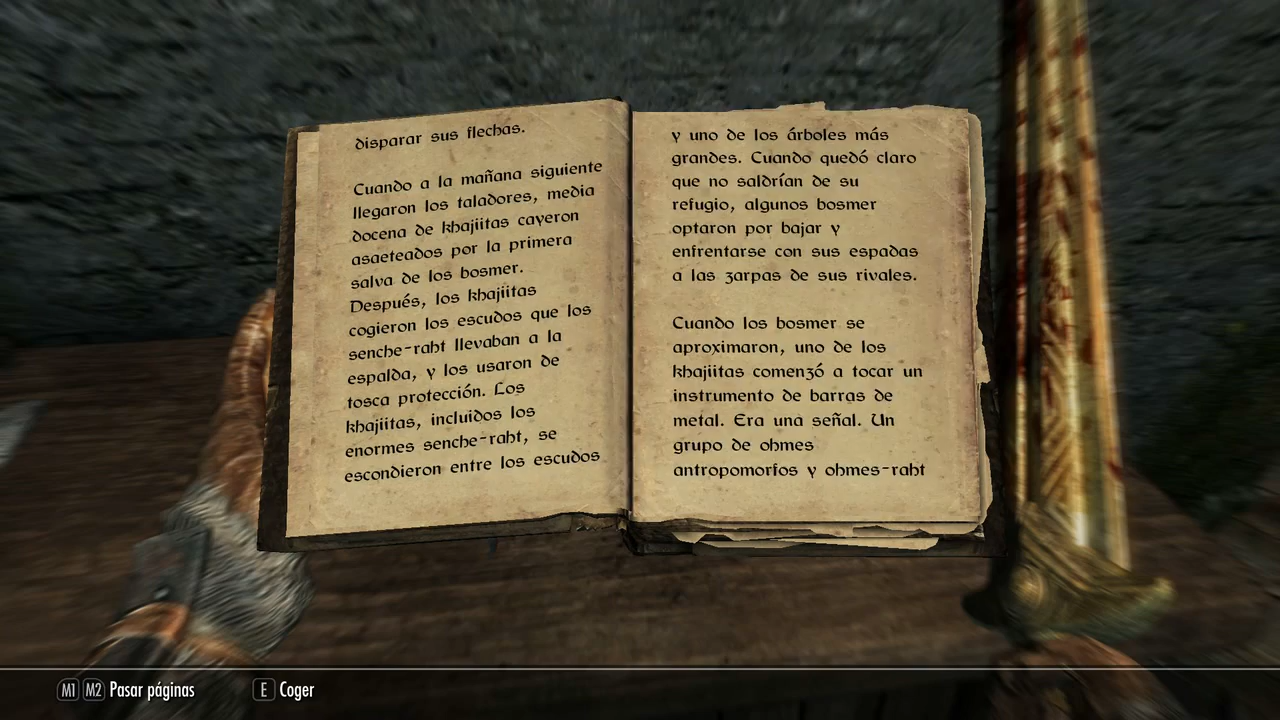 disparar sus flechas.
Cuando a la mañana siguiente
llegaron los taladores, media
docena de khajiitas cayeron
asaeteados por la primera
salva de los bosmer.
Después, los khajiitas
cogieron los escudos que los
senche-raht llevaban a la
espalda, y los usaron de
tosca protección. Los
khajiitas, incluidos los
enormes senche-raht, se
escondieron entre los escudos
y uno de los árboles más
grandes. Cuando quedó claro
que no saldrían de su
refugio, algunos bosmer
optaron por bajar y
enfrentarse con sus espadas
a las zarpas de sus rivales.
Cuando los bosmer se
aproximaron, uno de los
khajiitas comenzó a tocar un
instrumento de barras de
metal. Era una señal. Un
grupo de ohmes
antropomorfos y ohmes-raht
M1 M2 Pasar páginas
E Coger